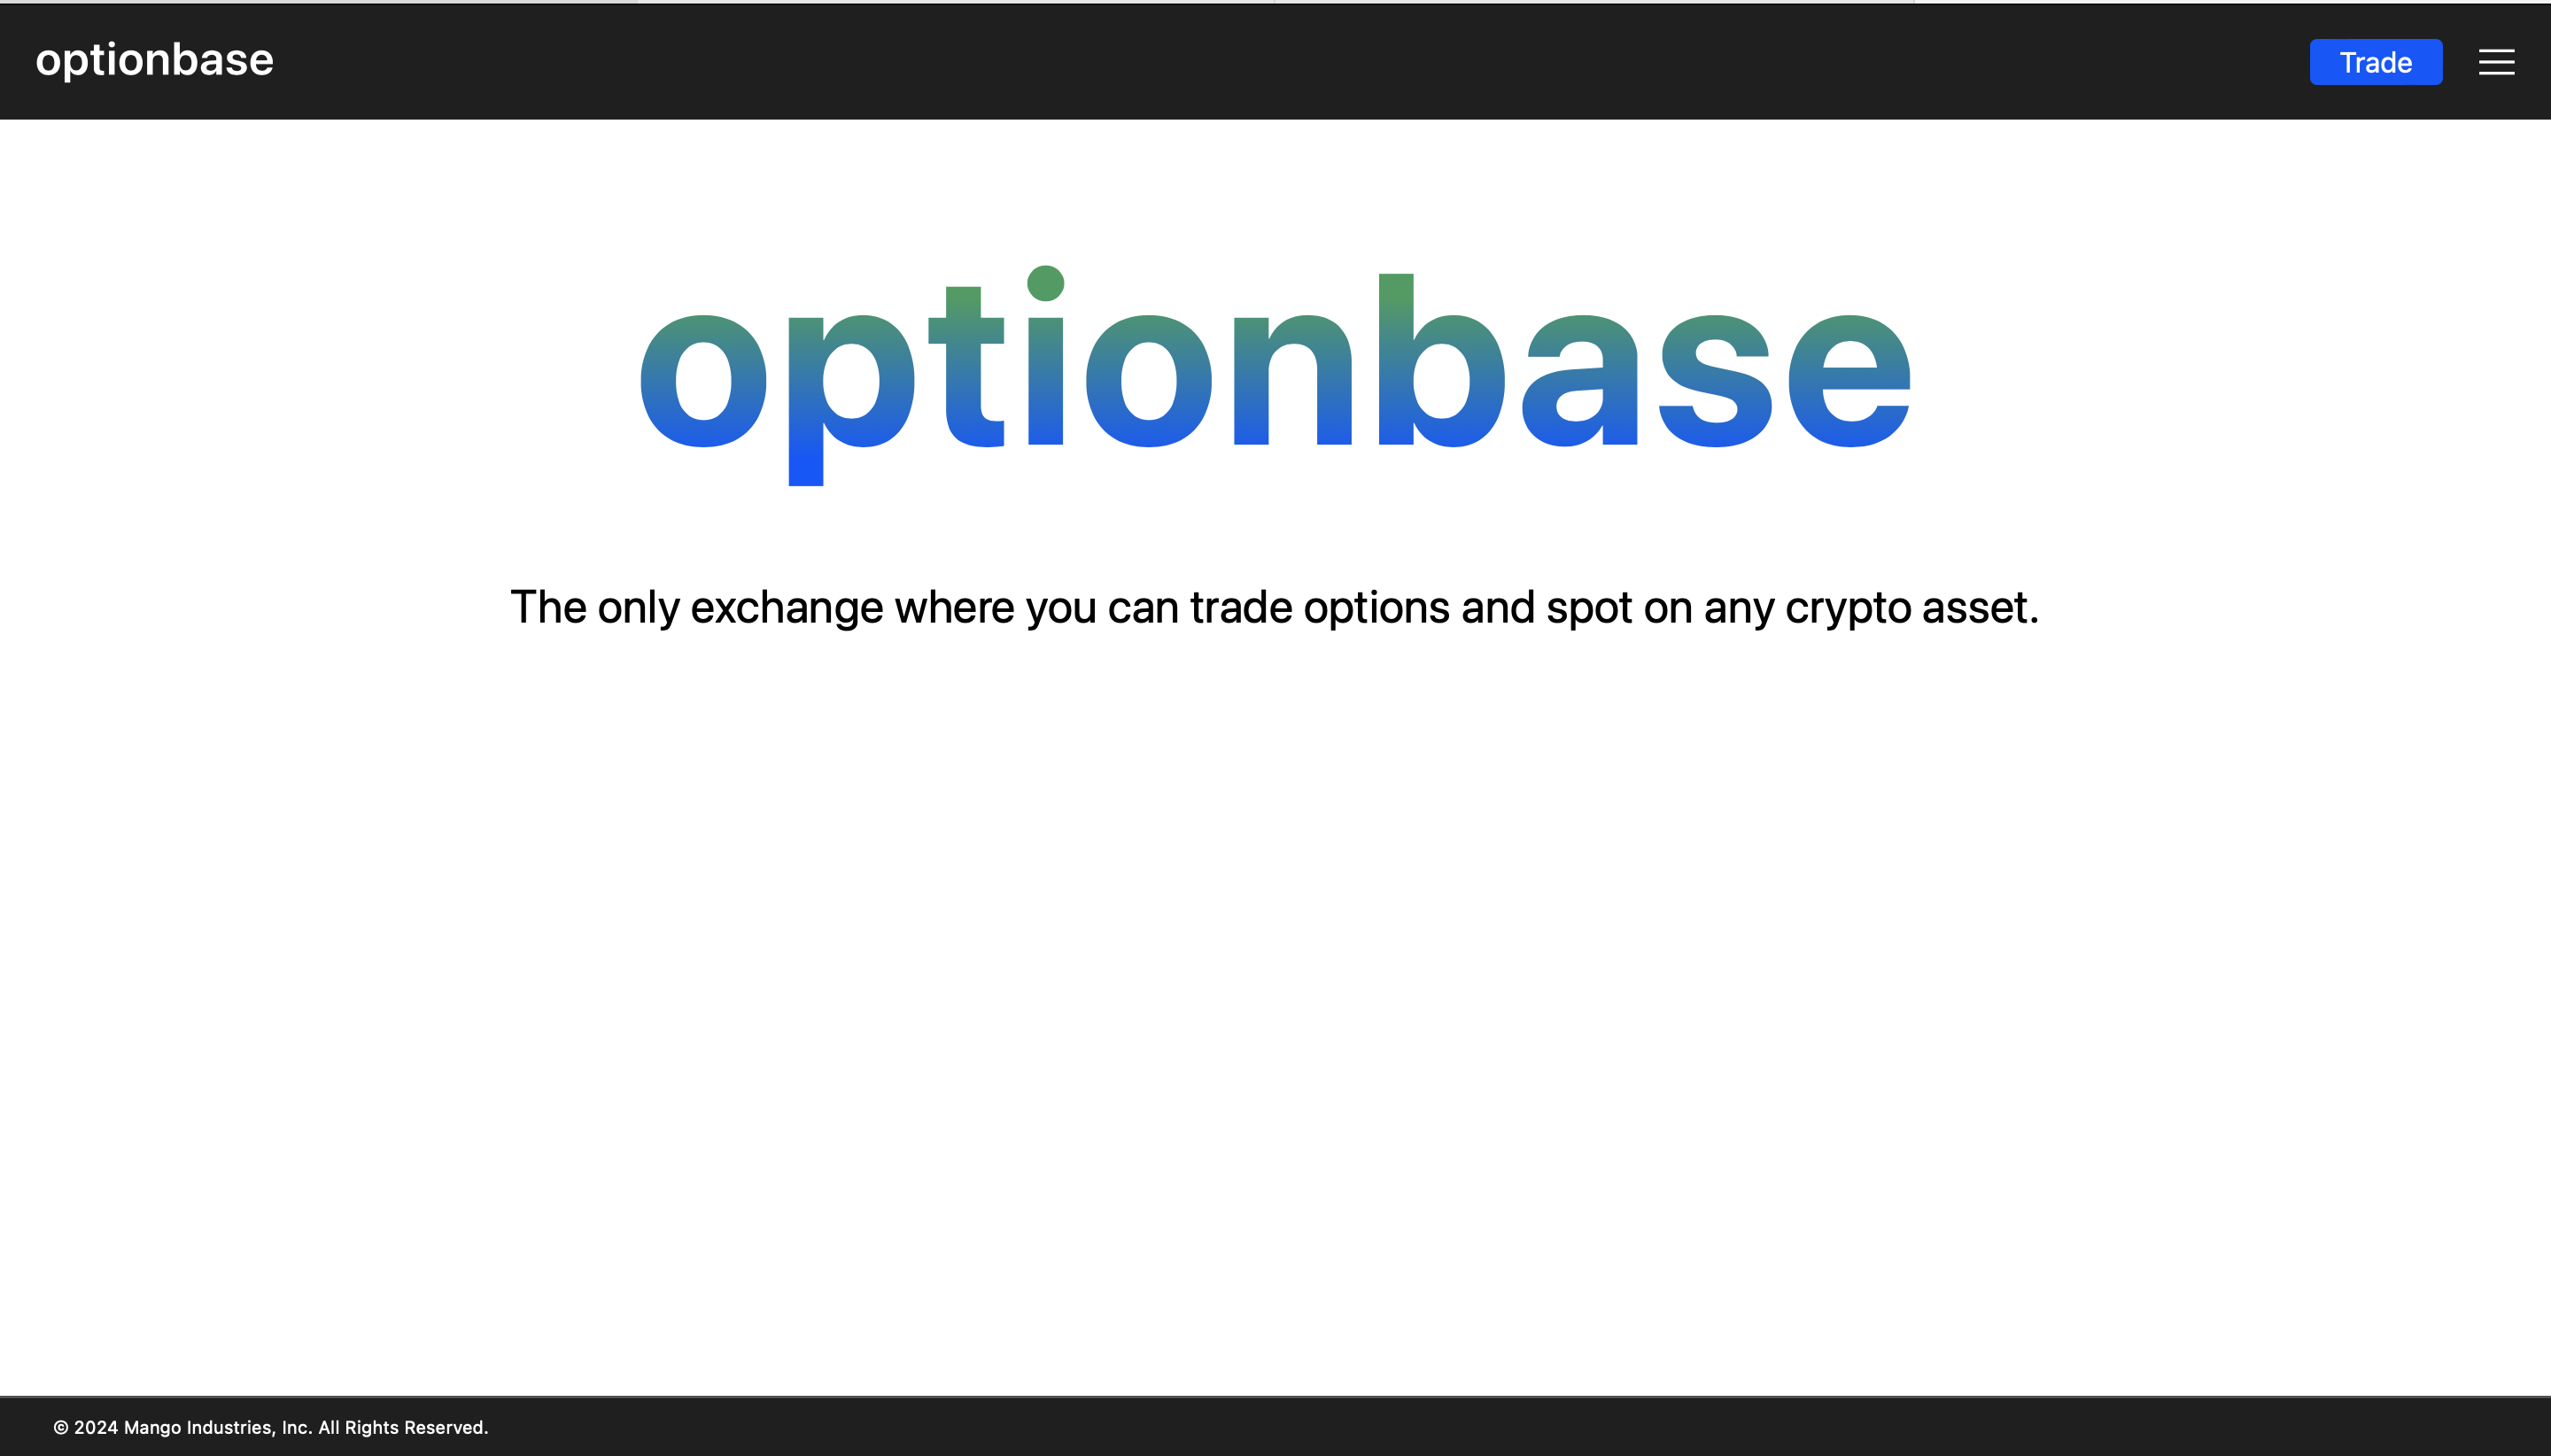 optionbase
Trade
optionbase
The only exchange where you can trade options and spot on any crypto asset.
© 2024 Mango Industries, Inc. All Rights Reserved.